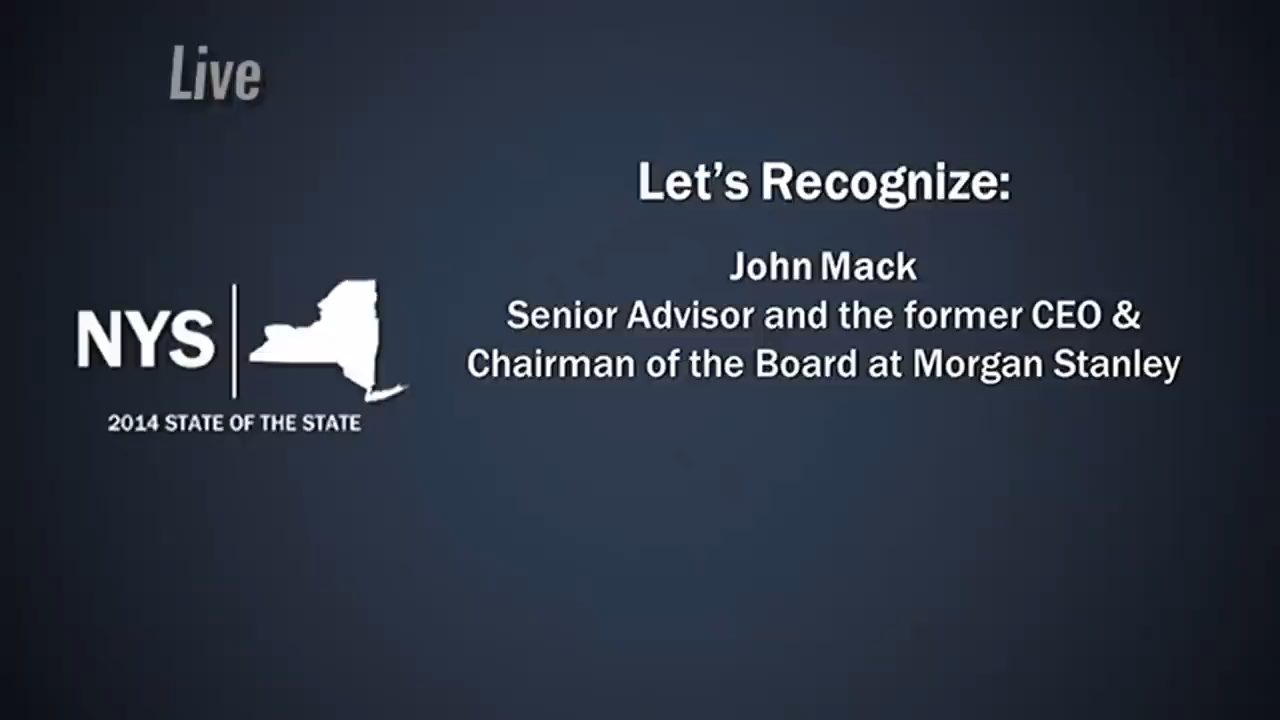 Live
Let's Recognize:
John Mack
Senior Advisor and the former CEO &
Chairman of the Board at Morgan Stanley
NYS
2014 STATE OF THE STATE